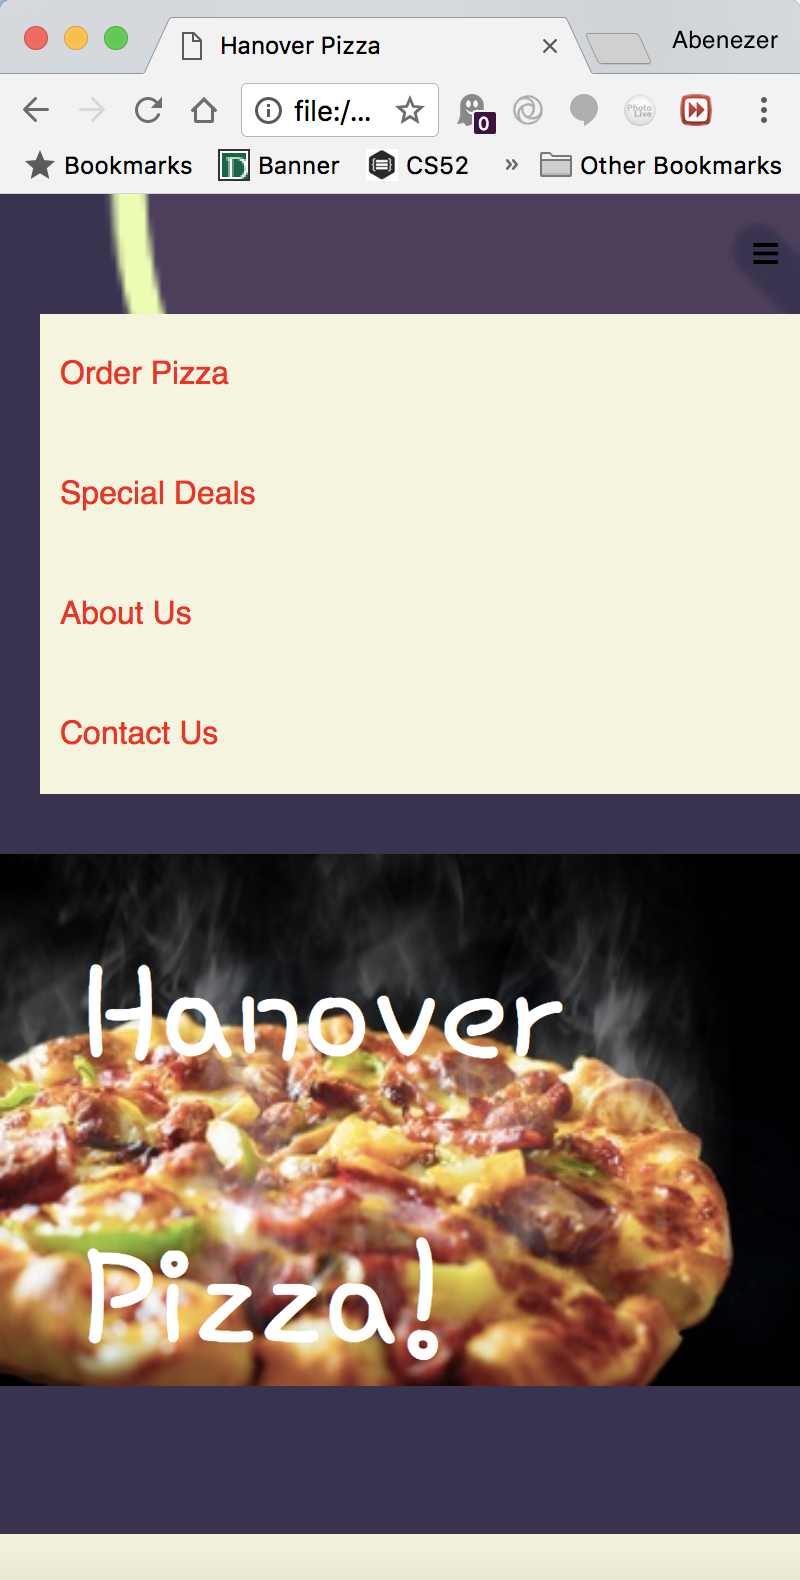 Hanover Pizza
Abenezer
file:/...
0
Photo Live
Bookmarks
Banner
CS52
»
Other Bookmarks
Order Pizza
Special Deals
About Us
Contact Us
Hanover
Pizza!